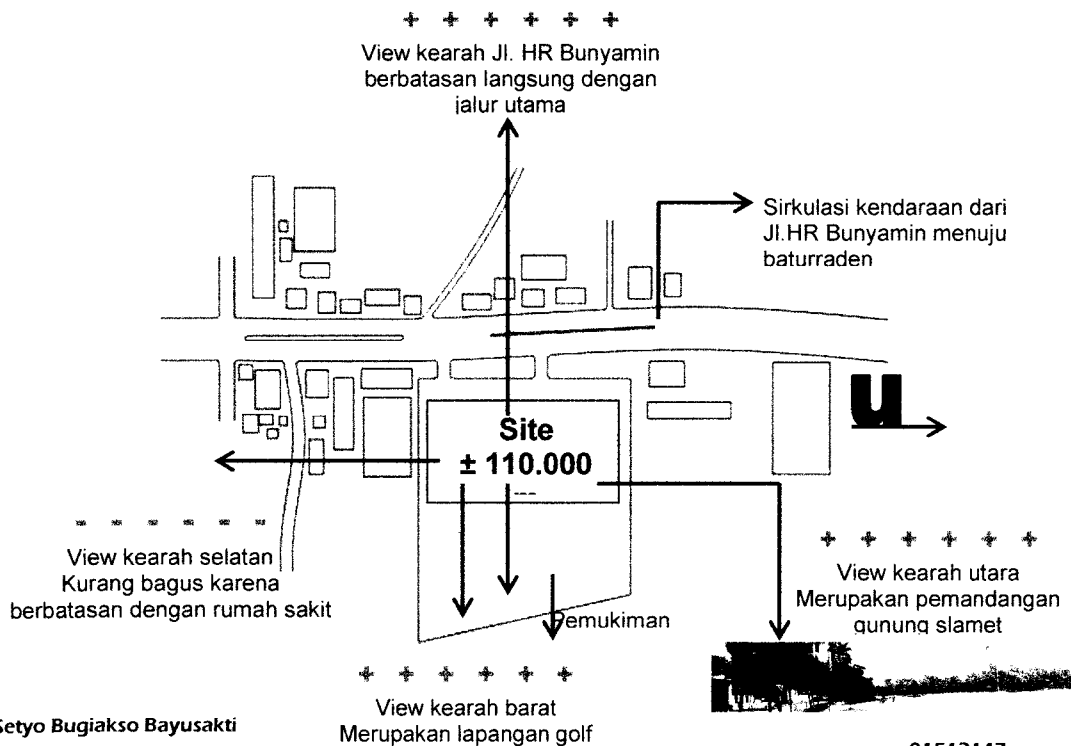 + + + + + +
View kearah Jl. HR Bunyamin
berbatasan langsung dengan
jalur utama
Sirkulasi kendaraan dari
Jl.HR Bunyamin menuju
baturraden
u
Site
± 110.000
- - - - - -
View kearah selatan
Kurang bagus karena
berbatasan dengan rumah sakit
+ + + + + +
View kearah utara
Merupakan pemandangan
gunung slamet
Pemukiman
+ + + + + +
View kearah barat
Merupakan lapangan golf
Setyo Bugiakso Bayusakti